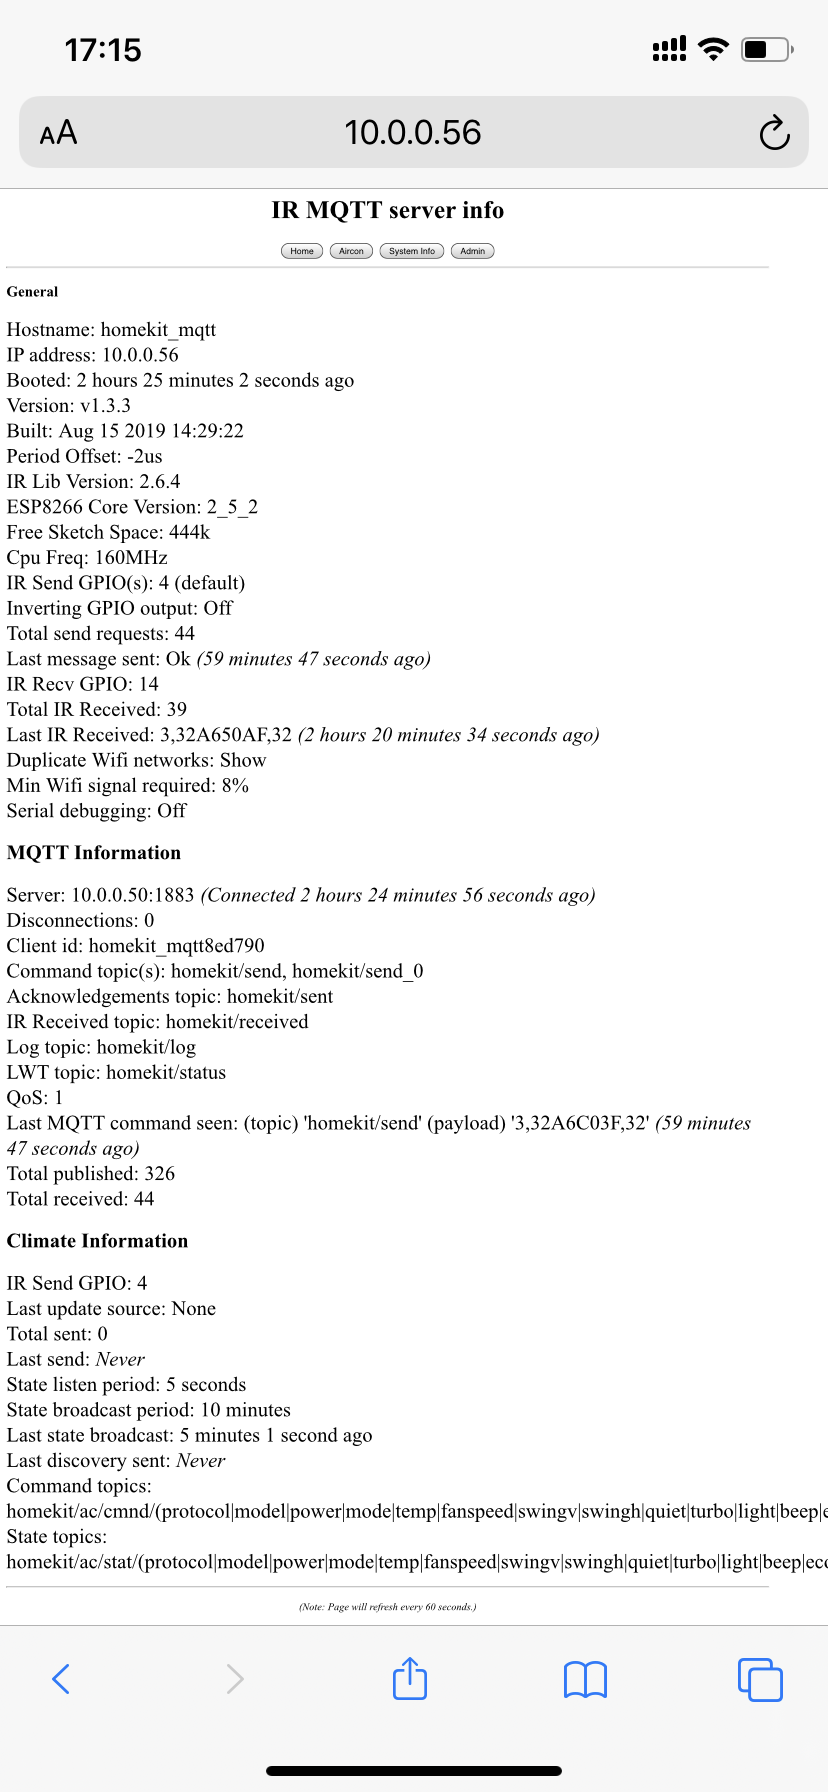 17:15
AA 10.0.0.56
IR MQTT server info
Home Aircon System Info Admin
General
Hostname: homekit_mqtt
IP address: 10.0.0.56
Booted: 2 hours 25 minutes 2 seconds ago
Version: v1.3.3
Built: Aug 15 2019 14:29:22
Period Offset: -2us
IR Lib Version: 2.6.4
ESP8266 Core Version: 2_5_2
Free Sketch Space: 444k
Cpu Freq: 160MHz
IR Send GPIO(s): 4 (default)
Inverting GPIO output: Off
Total send requests: 44
Last message sent: Ok (59 minutes 47 seconds ago)
IR Recv GPIO: 14
Total IR Received: 39
Last IR Received: 3,32A650AF,32 (2 hours 20 minutes 34 seconds ago)
Duplicate Wifi networks: Show
Min Wifi signal required: 8%
Serial debugging: Off
MQTT Information
Server: 10.0.0.50:1883 (Connected 2 hours 24 minutes 56 seconds ago)
Disconnections: 0
Client id: homekit_mqtt8ed790
Command topic(s): homekit/send, homekit/send_0
Acknowledgements topic: homekit/sent
IR Received topic: homekit/received
Log topic: homekit/log
LWT topic: homekit/status
QoS: 1
Last MQTT command seen: (topic) 'homekit/send' (payload) '3,32A6C03F,32' (59 minutes
47 seconds ago)
Total published: 326
Total received: 44
Climate Information
IR Send GPIO: 4
Last update source: None
Total sent: 0
Last send: Never
State listen period: 5 seconds
State broadcast period: 10 minutes
Last state broadcast: 5 minutes 1 second ago
Last discovery sent: Never
Command topics:
homekit/ac/cmnd/(protocol|model|power|mode|temp|fanspeed|swingv|swingh|quiet|turbo|light|beep|e
State topics:
homekit/ac/stat/(protocol|model|power|mode|temp|fanspeed|swingv|swingh|quiet|turbo|light|beep|eco
(Note: Page will refresh every 60 seconds.)